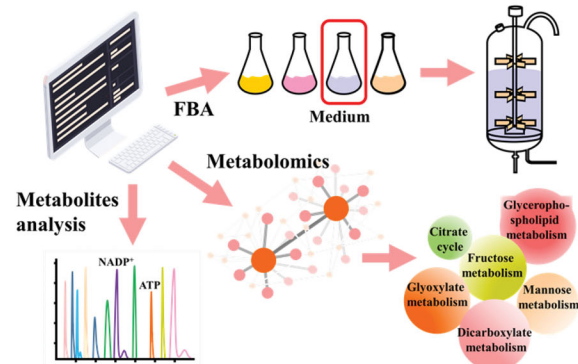 FBA
Medium
Metabolomics
Metabolites
analysis
NADP⁺
ATP
Glyceropho-
spholipid
metabolism
Citrate
cycle
Fructose
metabolism
Glyoxylate
metabolism
Mannose
metabolism
Dicarboxylate
metabolism